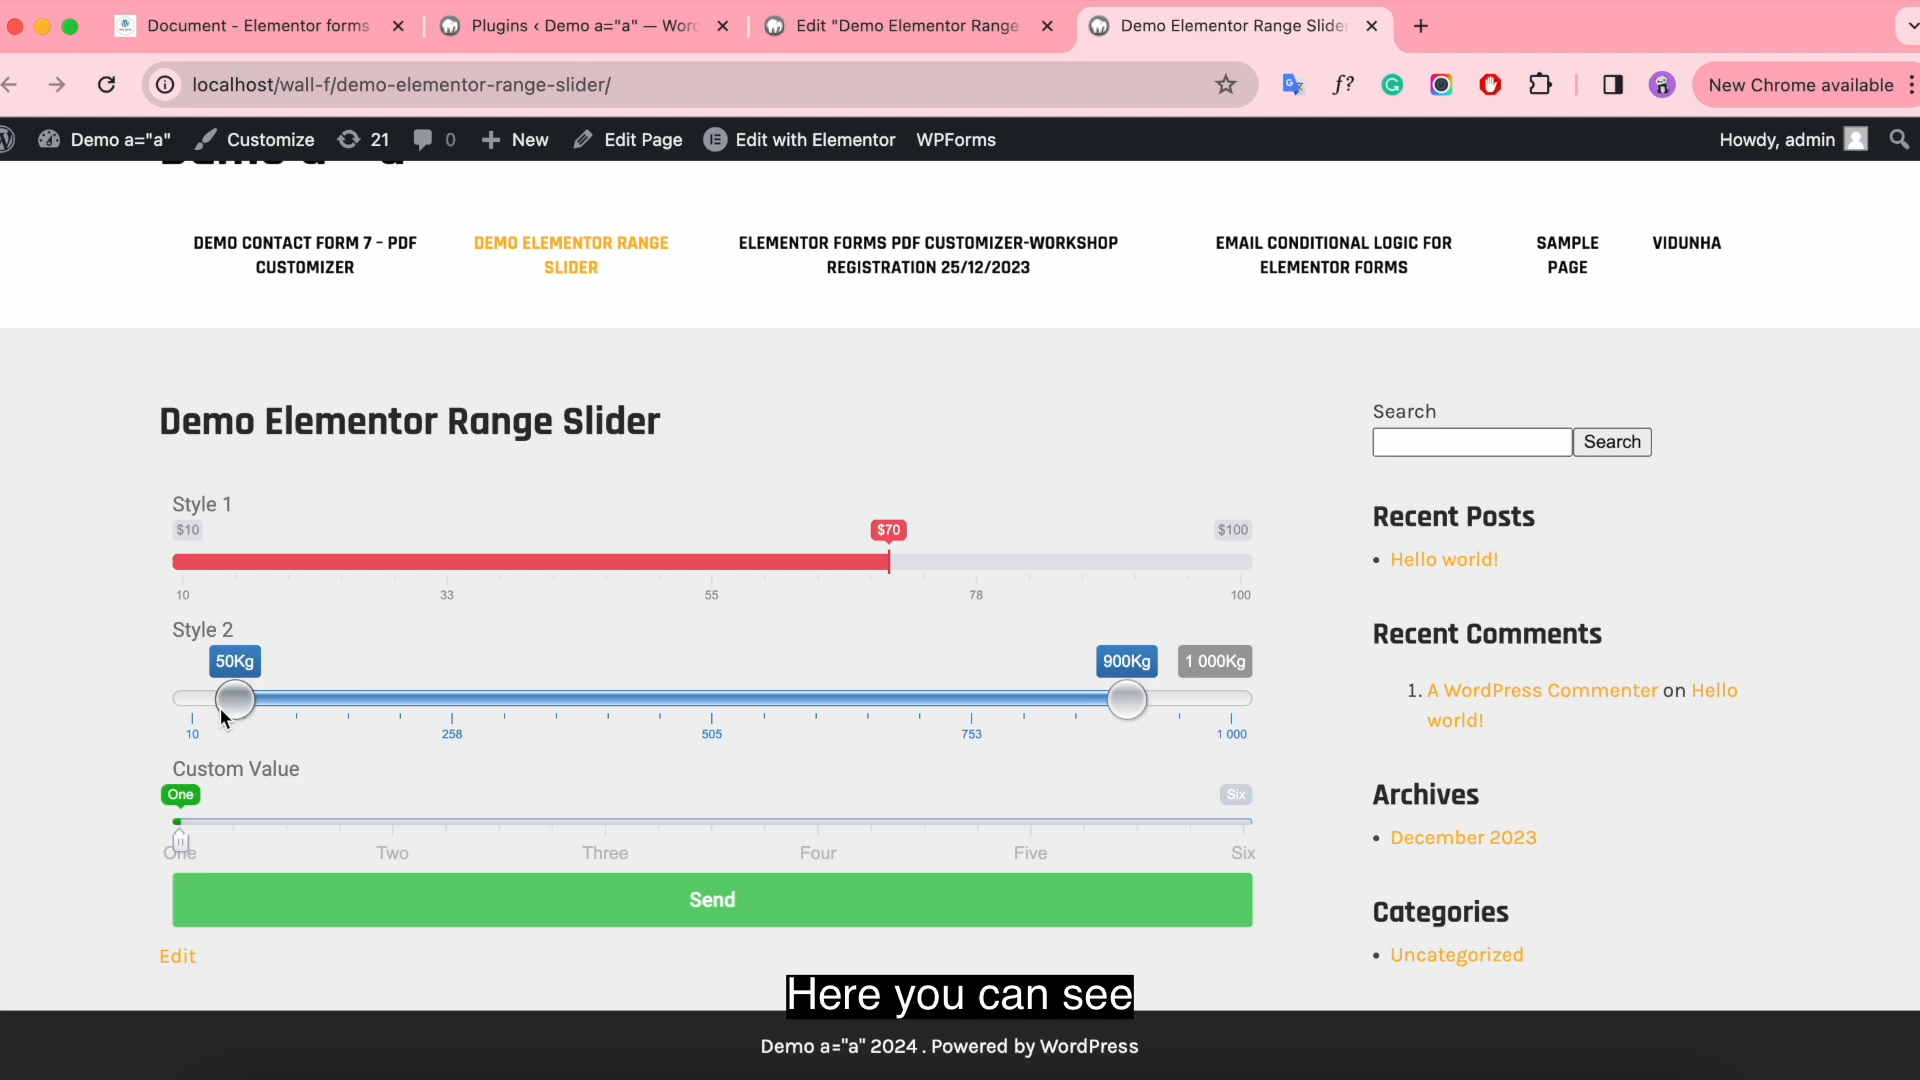 Document - Elementor forms
Plugins ‹ Demo a="a" — Wor
Edit "Demo Elementor Range
Demo Elementor Range Slider
localhost/wall-f/demo-elementor-range-slider/
New Chrome available
Demo a="a"
Customize
21
0
New
Edit Page
Edit with Elementor
WPForms
Howdy, admin
DEMO CONTACT FORM 7 - PDF
CUSTOMIZER
DEMO ELEMENTOR RANGE
SLIDER
ELEMENTOR FORMS PDF CUSTOMIZER-WORKSHOP
REGISTRATION 25/12/2023
EMAIL CONDITIONAL LOGIC FOR
ELEMENTOR FORMS
SAMPLE
PAGE
VIDUNHA
Demo Elementor Range Slider
Style 1
$10 $70 $100
10 33 55 78 100
Style 2
50Kg 900Kg 1 000Kg
10 258 505 753 1 000
Custom Value
One Six
One Two Three Four Five Six
Send
Edit
Search
Search
Recent Posts
Hello world!
Recent Comments
1. A WordPress Commenter on Hello
world!
Archives
December 2023
Categories
Uncategorized
Here you can see
Demo a="a" 2024 . Powered by WordPress